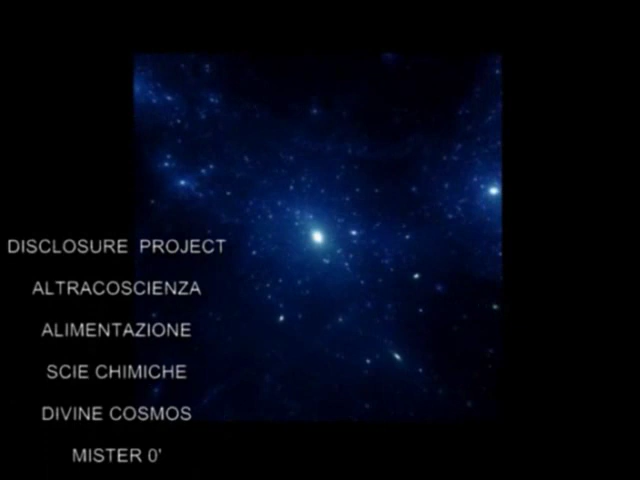 DISCLOSURE PROJECT
ALTRACOSCIENZA
ALIMENTAZIONE
SCIE CHIMICHE
DIVINE COSMOS
MISTER 0'